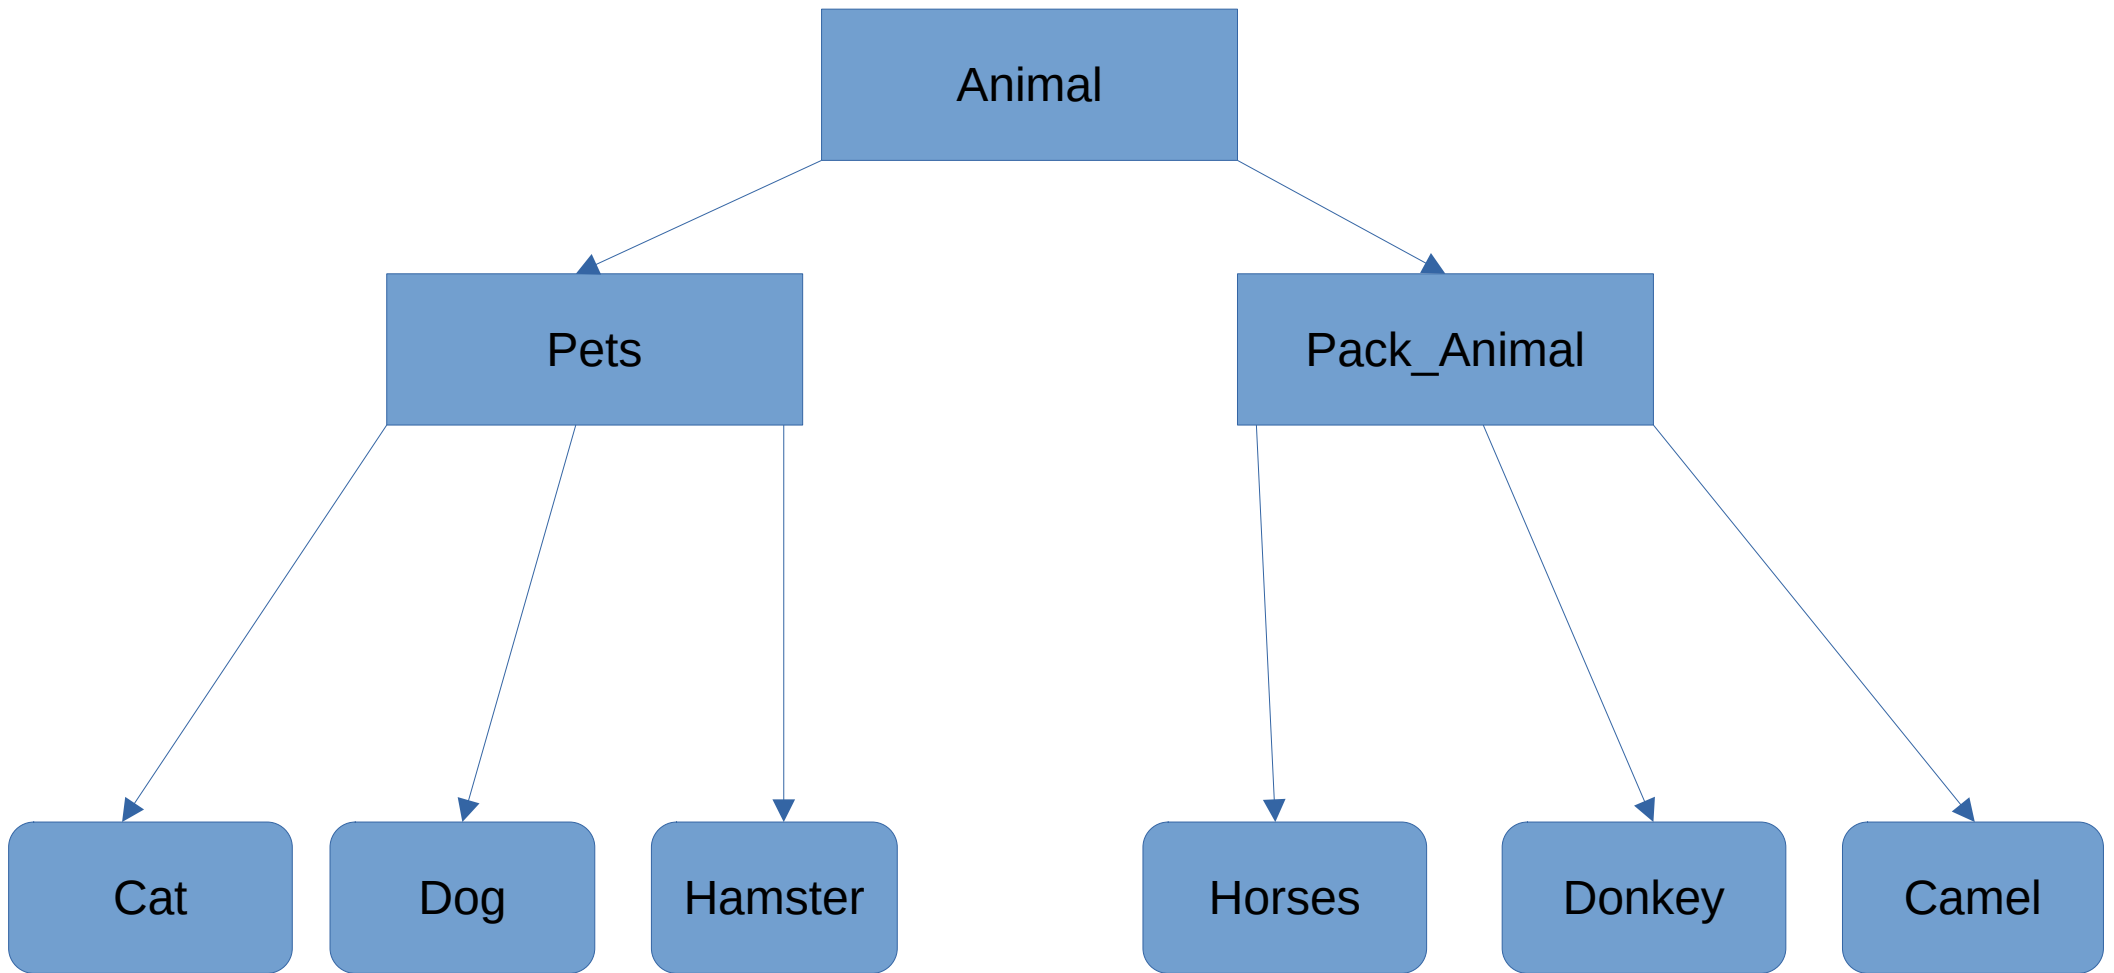 Animal
Pets
Pack_Animal
Cat
Dog
Hamster
Horses
Donkey
Camel